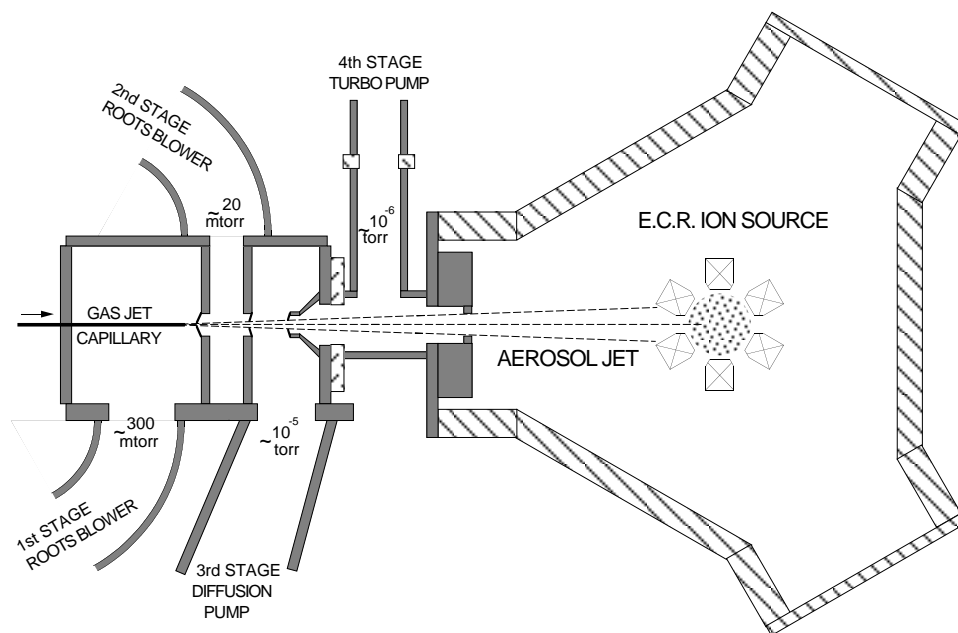 4th STAGE
TURBO PUMP
2nd STAGE
ROOTS BLOWER
~20
mtorr
~10-6
torr
E.C.R. ION SOURCE
GAS JET
CAPILLARY
AEROSOL JET
~300
mtorr
~10-5
torr
1st STAGE
ROOTS BLOWER
3rd STAGE
DIFFUSION
PUMP